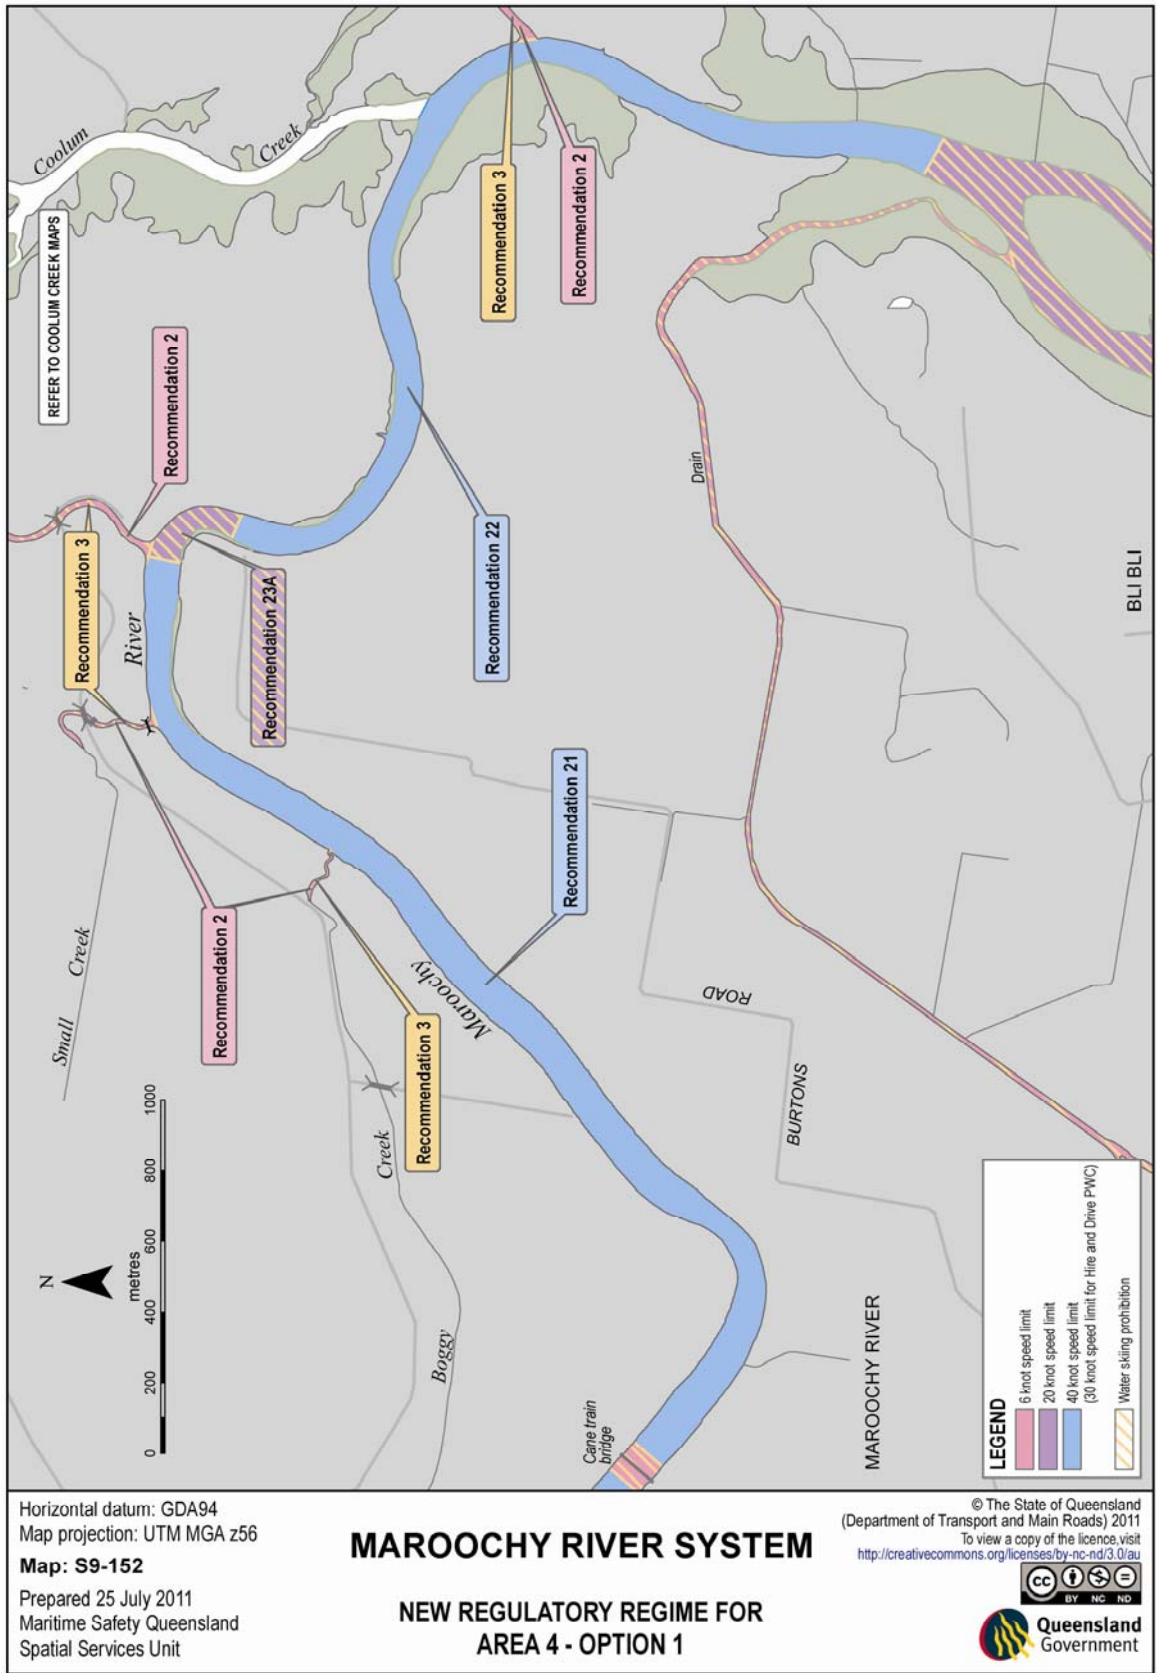 Coolum
Creek
REFER TO COOLUM CREEK MAPS
Recommendation 3
Recommendation 2
Recommendation 2
Recommendation 3
River
Recommendation 23A
Recommendation 22
Drain
BLI BLI
Recommendation 21
Small
Creek
Recommendation 2
Recommendation 3
Maroochy
ROAD
BURTONS
Creek
Boggy
N
metres
0
200
400
600
800
1000
Cane train
bridge
MAROOCHY RIVER
LEGEND
6 knot speed limit
20 knot speed limit
40 knot speed limit
(30 knot speed limit for Hire and Drive PWC)
Water skiing prohibition
Horizontal datum: GDA94
Map projection: UTM MGA z56
Map: S9-152
Prepared 25 July 2011
Maritime Safety Queensland
Spatial Services Unit
MAROOCHY RIVER SYSTEM
NEW REGULATORY REGIME FOR
AREA 4 - OPTION 1
© The State of Queensland
(Department of Transport and Main Roads) 2011
To view a copy of the licence,visit
http://creativecommons.org/licenses/by-nc-nd/3.0/au
cc
BY NC ND
Queensland
Government